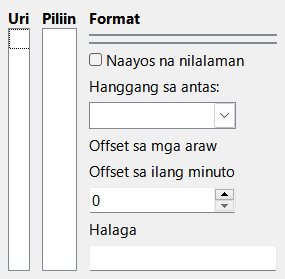 Uri Piliin Format
Naayos na nilalaman
Hanggang sa antas:
Offset sa mga araw
Offset sa ilang minuto
0
Halaga